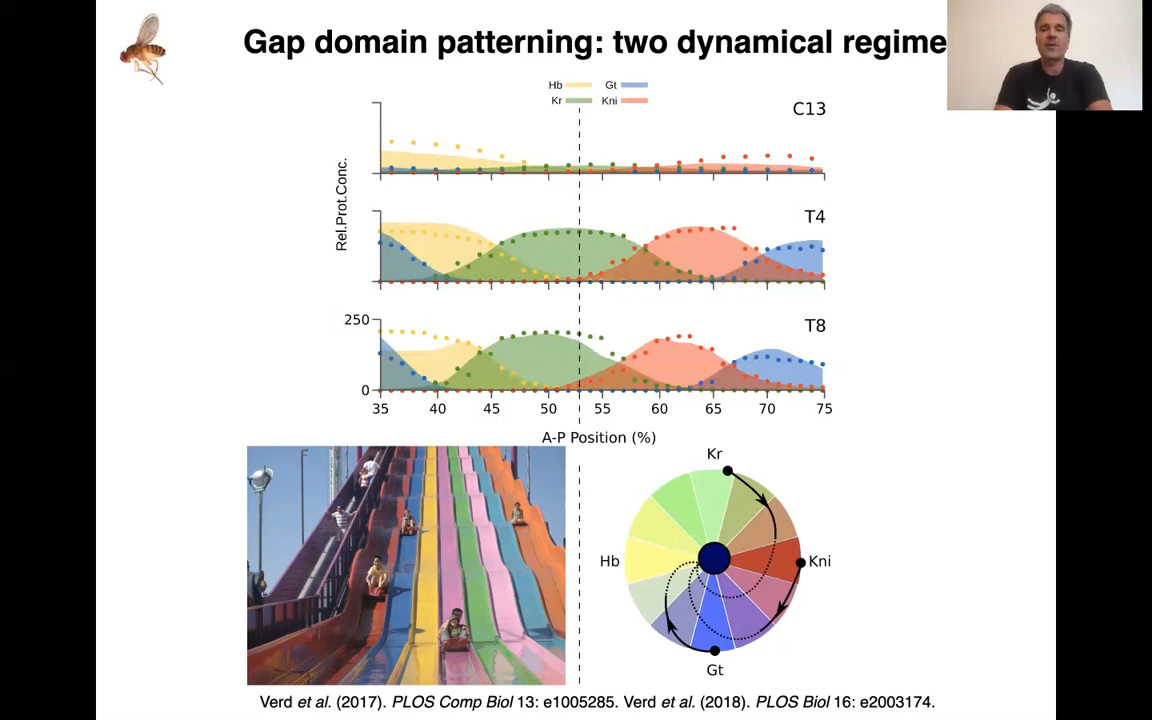 Gap domain patterning: two dynamical regime
Hb
Gt
Kr
Kni
C13
Rel.Prot.Conc.
T4
T8
250
0
35 40 45 50 55 60 65 70 75
A-P Position (%)
Kr
Hb
Kni
Gt
Verd et al. (2017). PLOS Comp Biol 13: e1005285. Verd et al. (2018). PLOS Biol 16: e2003174.